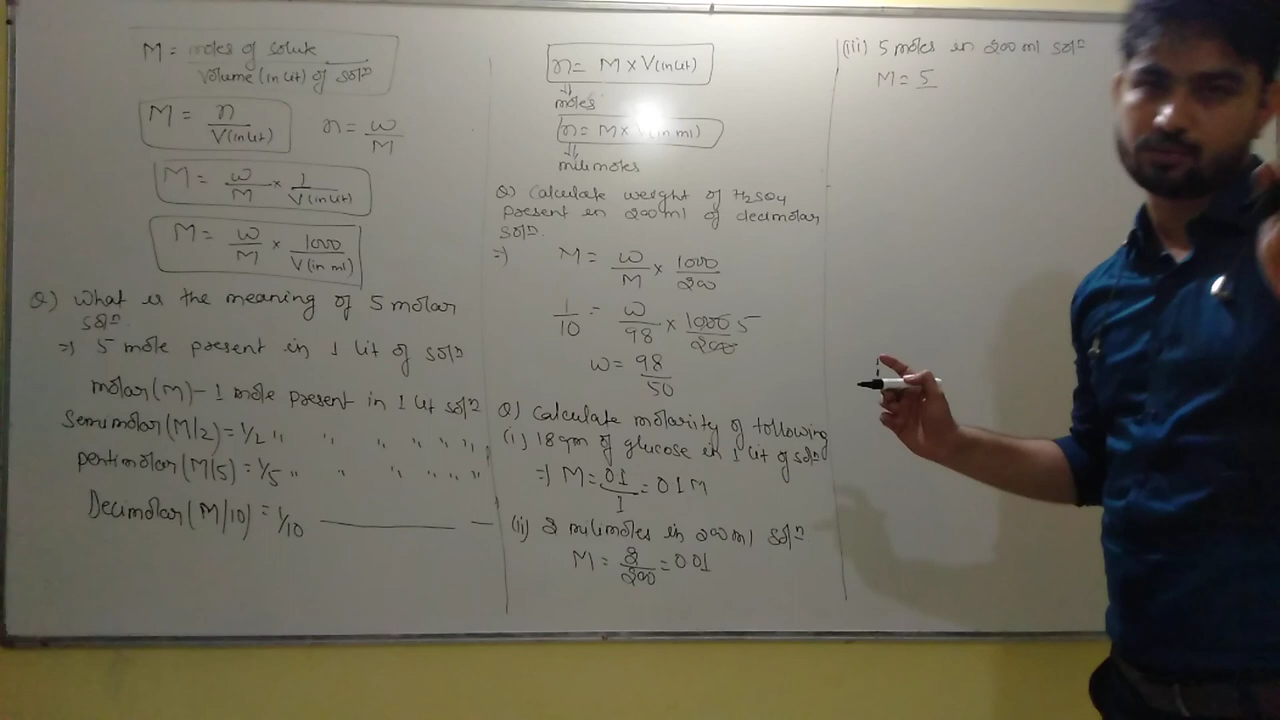 M = moles of solute
Volume (in lit) of solⁿ
M = n
V(in lit)
n = w
M
M = w × 1
M V(in lit)
M = w × 1000
M V(in ml)
Q) What is the meaning of 5 molar
solⁿ
⇒ 5 mole present in 1 lit of solⁿ
molar(M) - 1 mole present in 1 lit solⁿ
Semimolar(M/2) = 1/2 " " " " " "
pentimolar(M/5) = 1/5 " " " " " "
Decimolar(M/10) = 1/10
n = M × V(in lit)
↓
moles
n = M × (in ml)
↓
milimoles
Q) Calculate weight of H₂SO₄
present in 200 ml of decimolar
solⁿ.
⇒) M = w × 1000
M 200
1 = w × 1000 5
10 98 200
w = 98
50
Q) Calculate molarity of following
(i) 18gm of glucose in 1 lit of solⁿ
⇒) M = 0.1 = 0.1 M
1
(ii) 2 milimoles in 200 ml solⁿ
M = 2 = 0.01
200
(iii) 5 moles in 200 ml solⁿ
M = 5